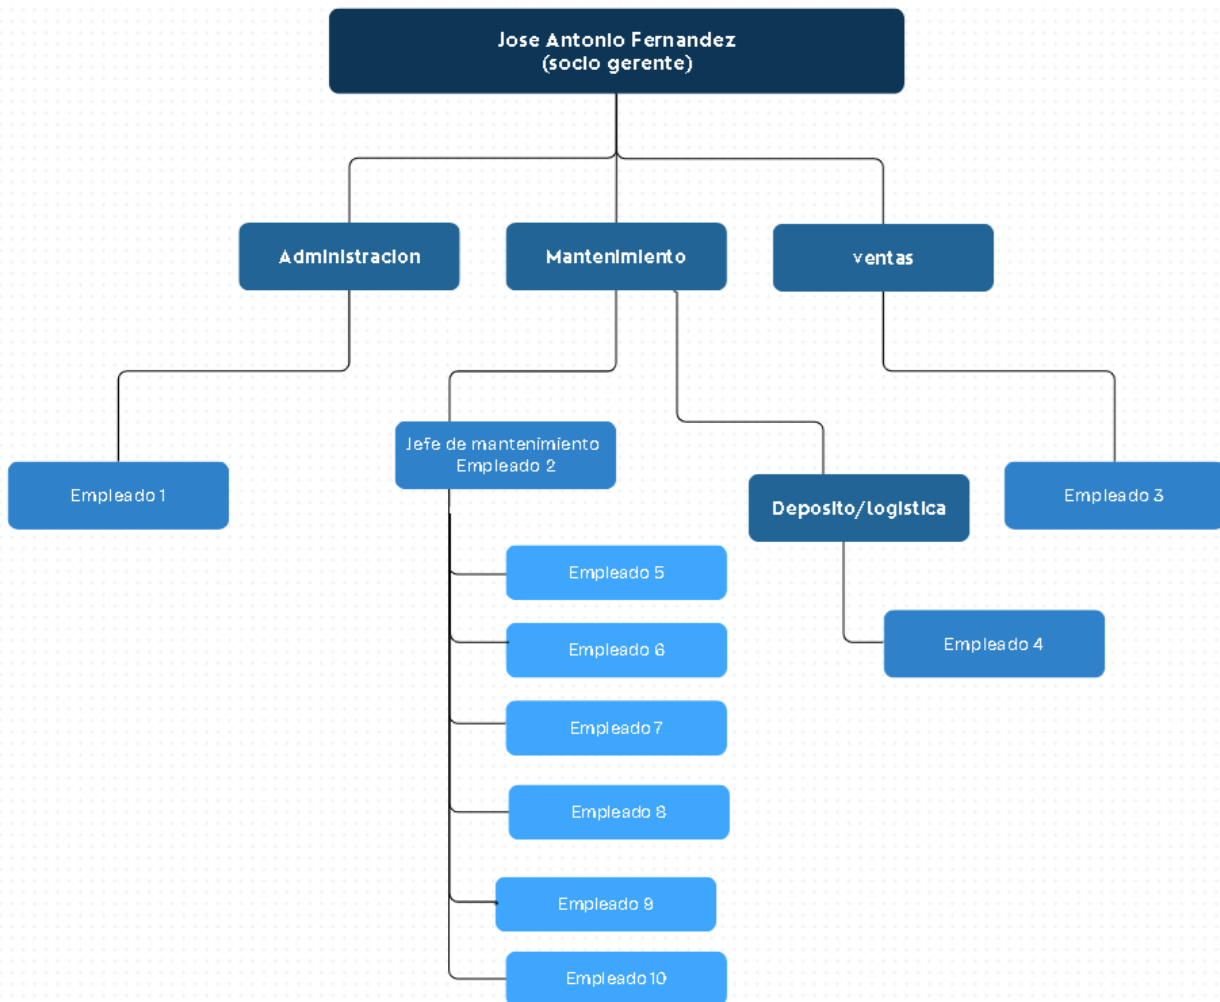 Jose Antonio Fernandez
(socio gerente)
Administracion
Mantenimiento
ventas
Jefe de mantenimiento
Empleado 2
Empleado 1
Deposito/logistica
Empleado 3
Empleado 5
Empleado 6
Empleado 4
Empleado 7
Empleado 8
Empleado 9
Empleado 10